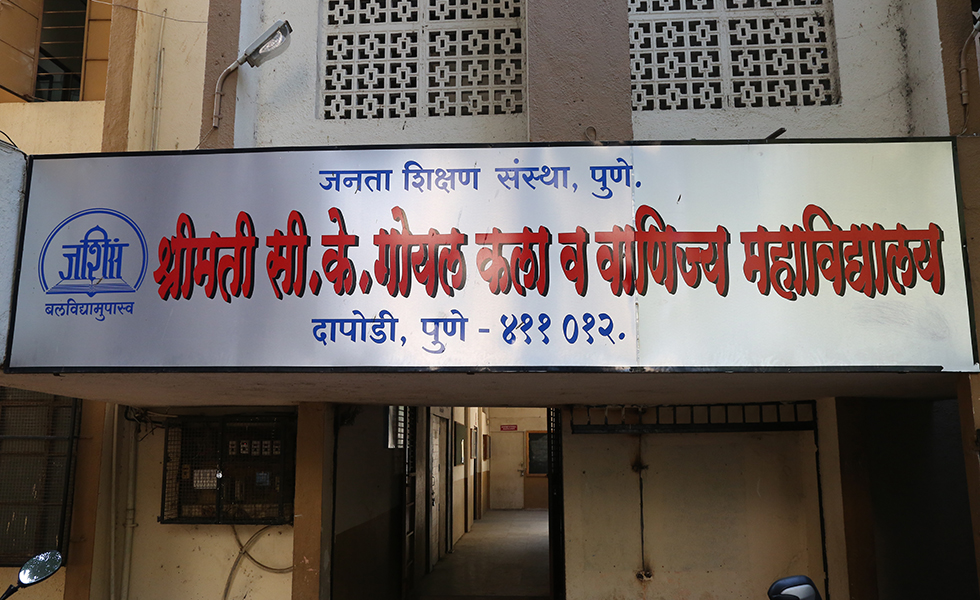 जनता शिक्षण संस्था, पुणे.
जशिसं
बलविद्यामुपास्व
श्रीमती सी.के.गोयल कला व वाणिज्य महाविद्यालय
दापोडी, पुणे - ४११ ०१२.